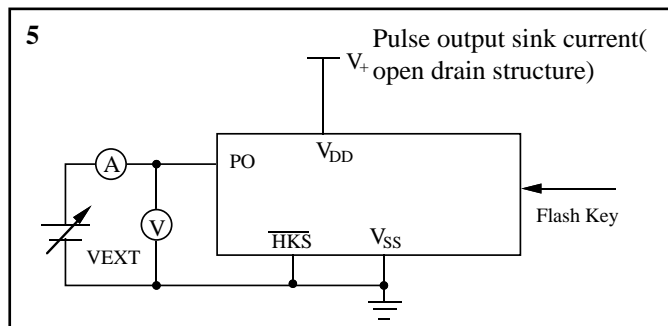 5
Pulse output sink current(
V+
open drain structure)
A
PO
VDD
V
Flash Key
VEXT
HKS
VSS